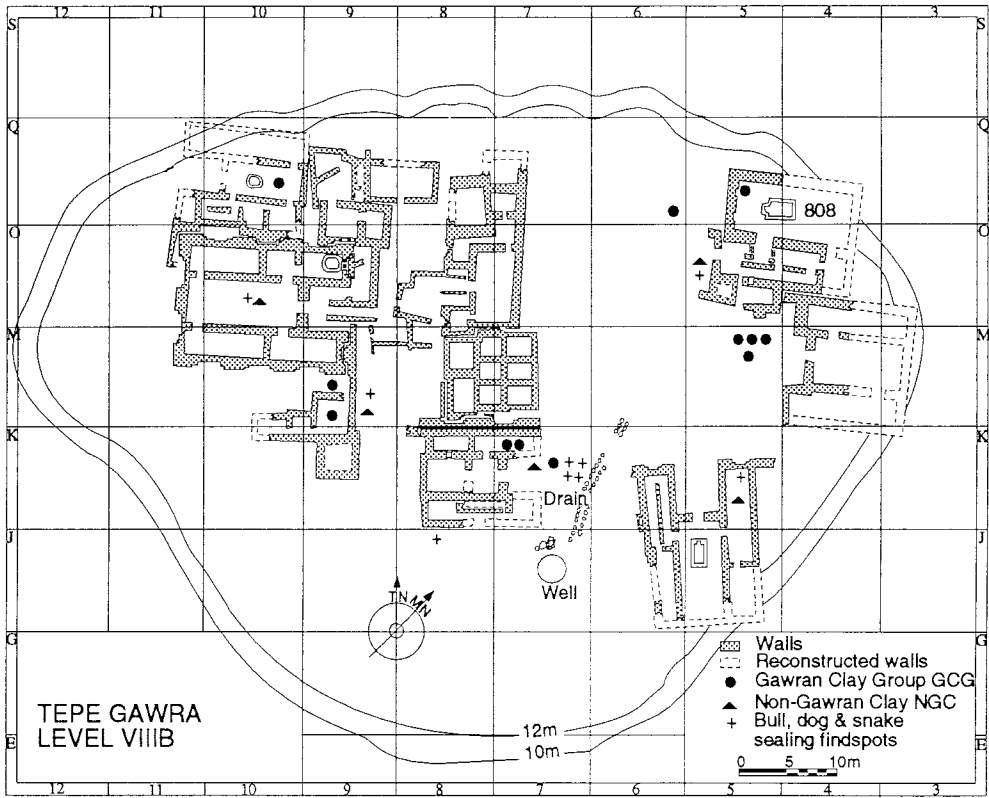 12 11 10 9 8 7 6 5 4 3
S S
Q Q
808
O O
M M
K K
Drain
J J
Well
TN MN
G G
Walls
Reconstructed walls
Gawran Clay Group GCG
Non-Gawran Clay NGC
Bull, dog & snake
sealing findspots
TEPE GAWRA
LEVEL VIIIB
12m
10m
E E
0 5 10m
12 11 10 9 8 7 6 5 4 3